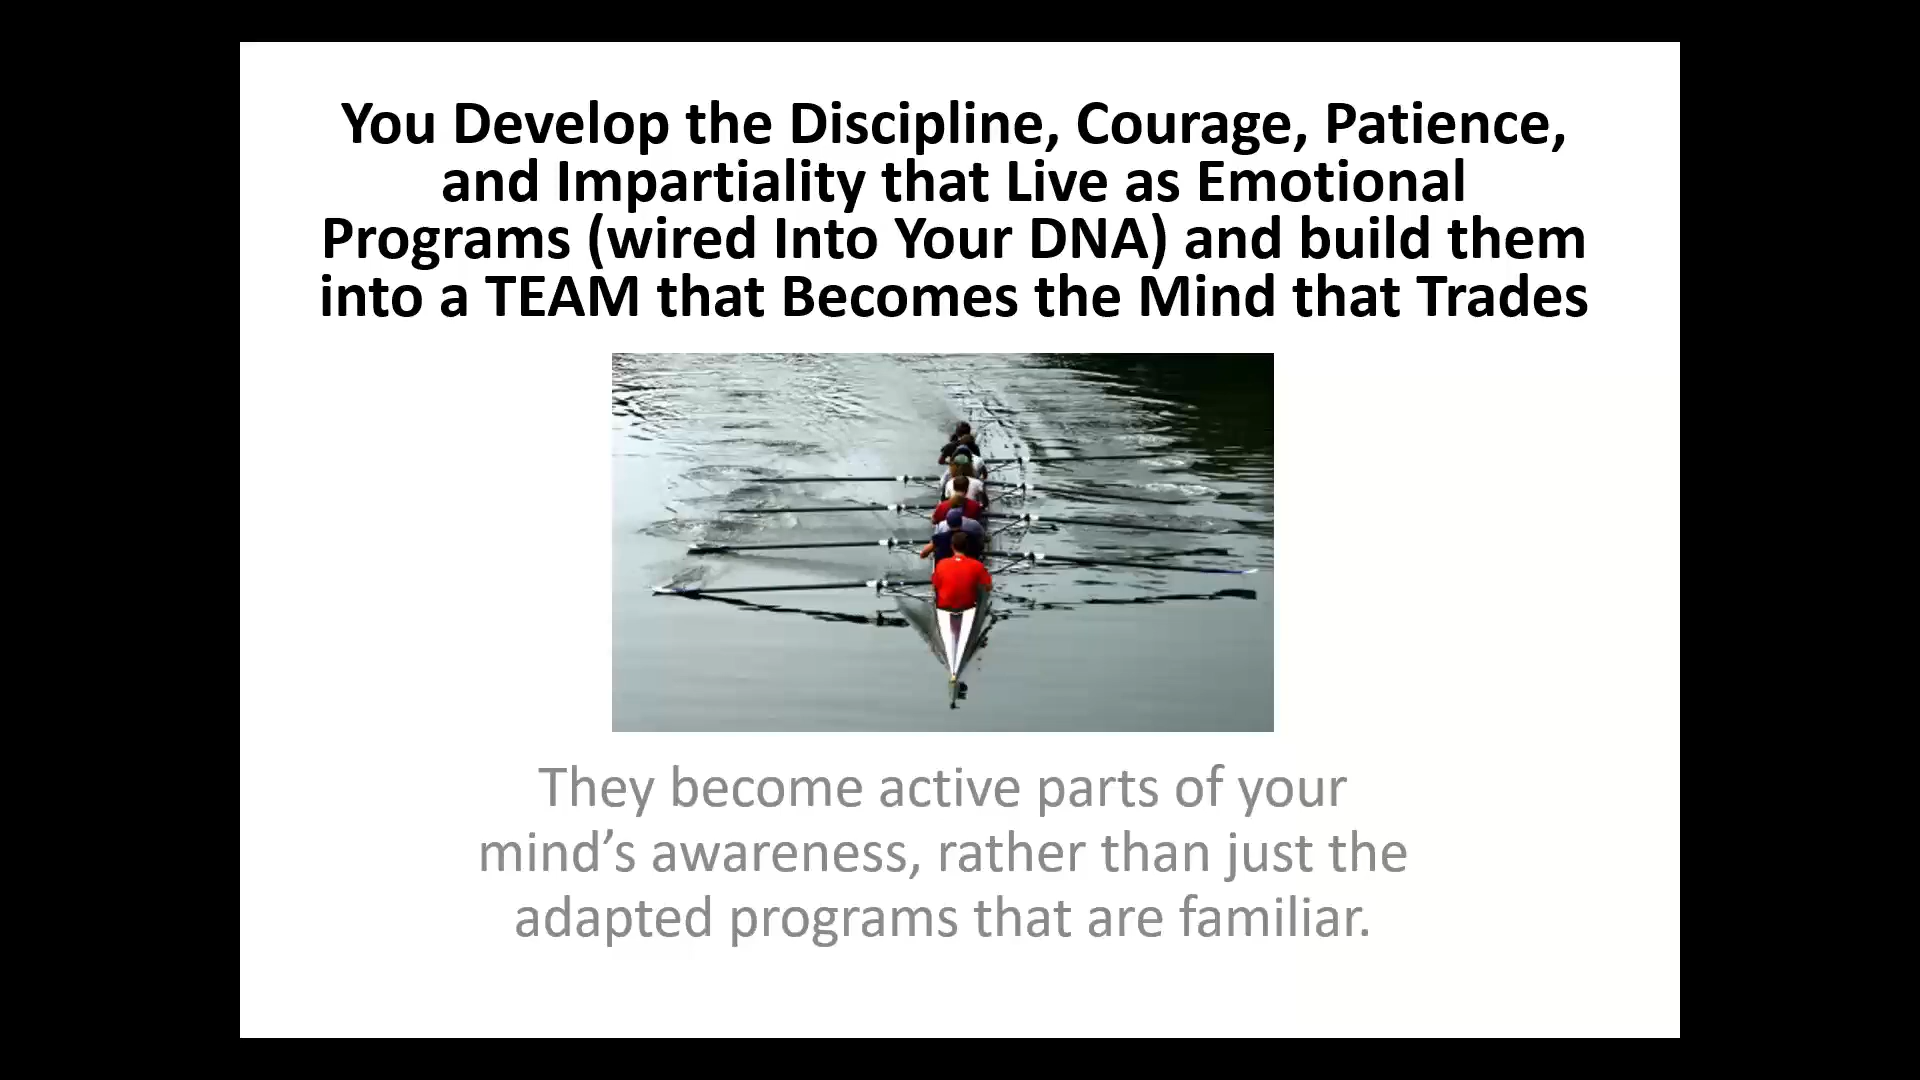 You Develop the Discipline, Courage, Patience,
and Impartiality that Live as Emotional
Programs (wired Into Your DNA) and build them
into a TEAM that Becomes the Mind that Trades
They become active parts of your
mind’s awareness, rather than just the
adapted programs that are familiar.